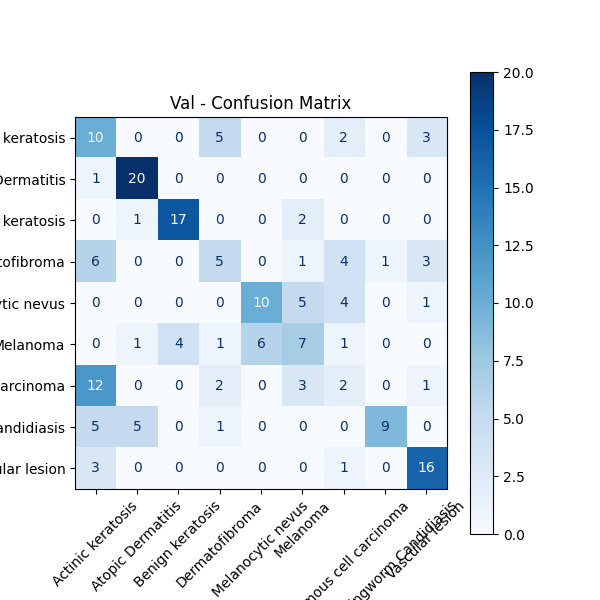 Val - Confusion Matrix
keratosis 10 0 0 5 0 0 2 0 3
Dermatitis 1 20 0 0 0 0 0 0 0
keratosis 0 1 17 0 0 2 0 0 0
tofibroma 6 0 0 5 0 1 4 1 3
ytic nevus 0 0 0 0 10 5 4 0 1
Melanoma 0 1 4 1 6 7 1 0 0
arcinoma 12 0 0 2 0 3 2 0 1
andidiasis 5 5 0 1 0 0 0 9 0
ular lesion 3 0 0 0 0 0 1 0 16
Actinic keratosis
Atopic Dermatitis
Benign keratosis
Dermatofibroma
Melanocytic nevus
Melanoma
mous cell carcinoma
ngworm Candidiasis
Vascular lesion
20.0
17.5
15.0
12.5
10.0
7.5
5.0
2.5
0.0